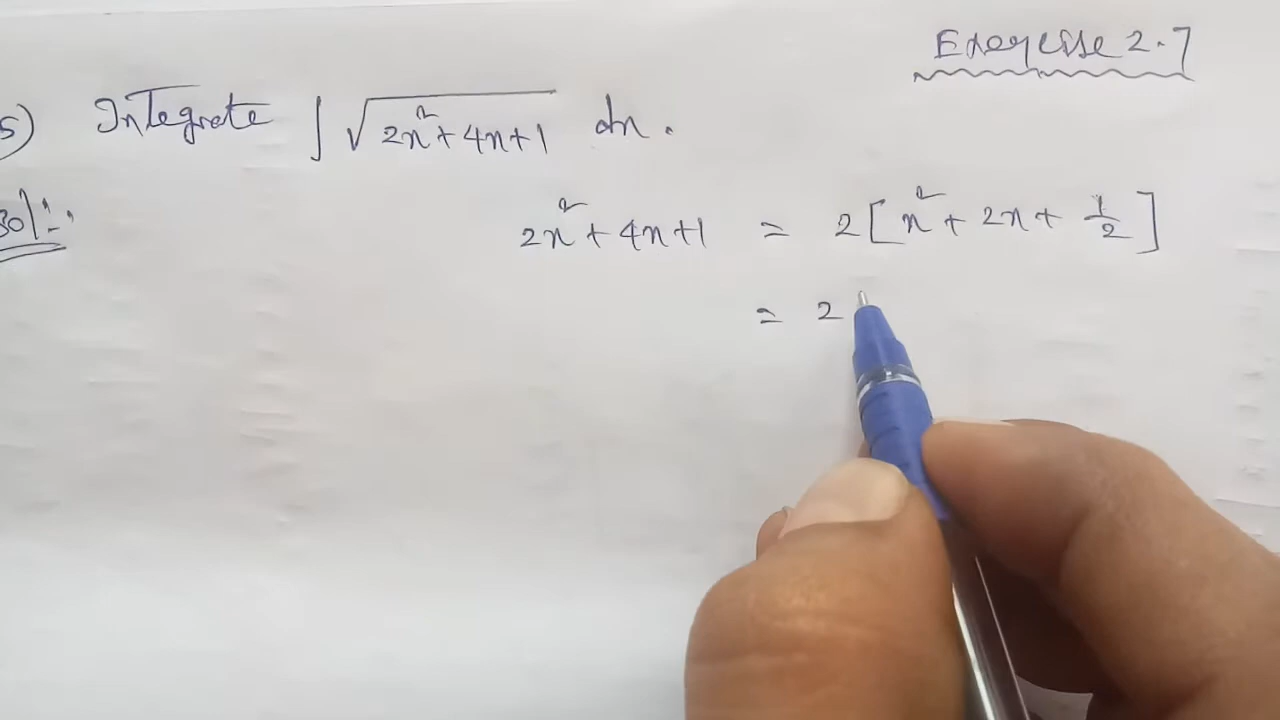 Exercise 2.7
5) Integrate ∫ √(2x² + 4x + 1) dx.
Sol:-
2x² + 4x + 1 = 2[x² + 2x + 1/2]
= 2